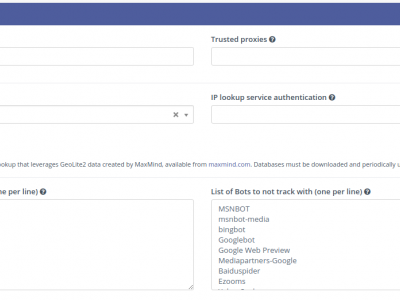 Trusted proxies
IP lookup service authentication
ookup that leverages GeoLite2 data created by MaxMind, available from maxmind.com. Databases must be downloaded and periodically u
ne per line)
List of Bots to not track with (one per line)
MSNBOT
msnbot-media
bingbot
Googlebot
Google Web Preview
Mediapartners-Google
Baiduspider
Ezooms